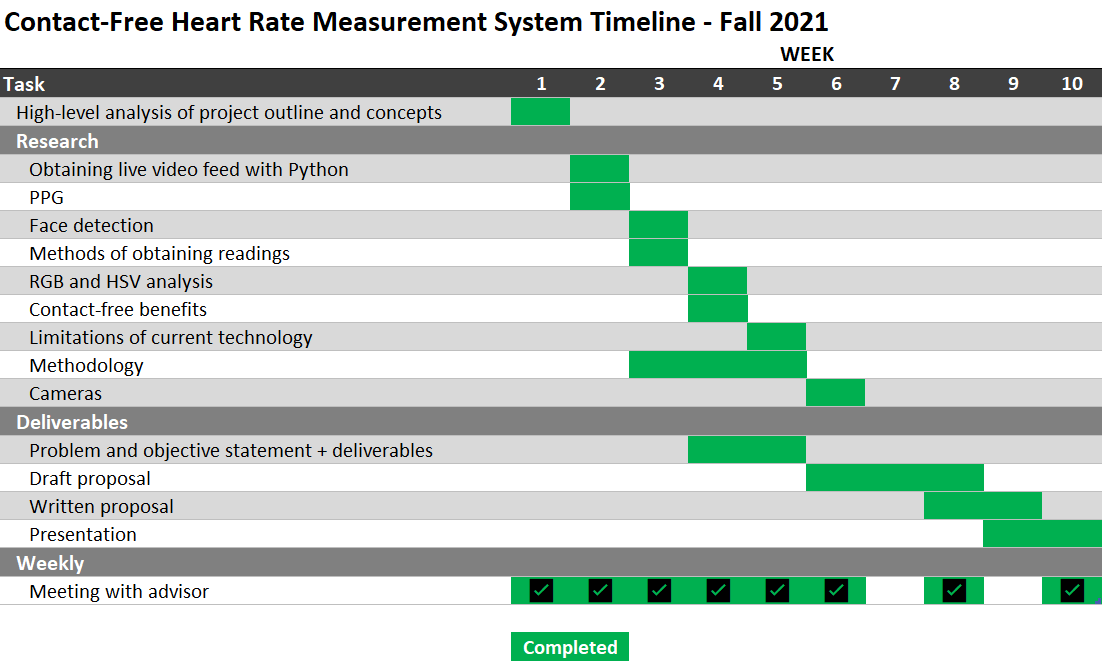 Contact-Free Heart Rate Measurement System Timeline - Fall 2021
WEEK
Task 1 2 3 4 5 6 7 8 9 10
High-level analysis of project outline and concepts
Research
Obtaining live video feed with Python
PPG
Face detection
Methods of obtaining readings
RGB and HSV analysis
Contact-free benefits
Limitations of current technology
Methodology
Cameras
Deliverables
Problem and objective statement + deliverables
Draft proposal
Written proposal
Presentation
Weekly
Meeting with advisor
Completed